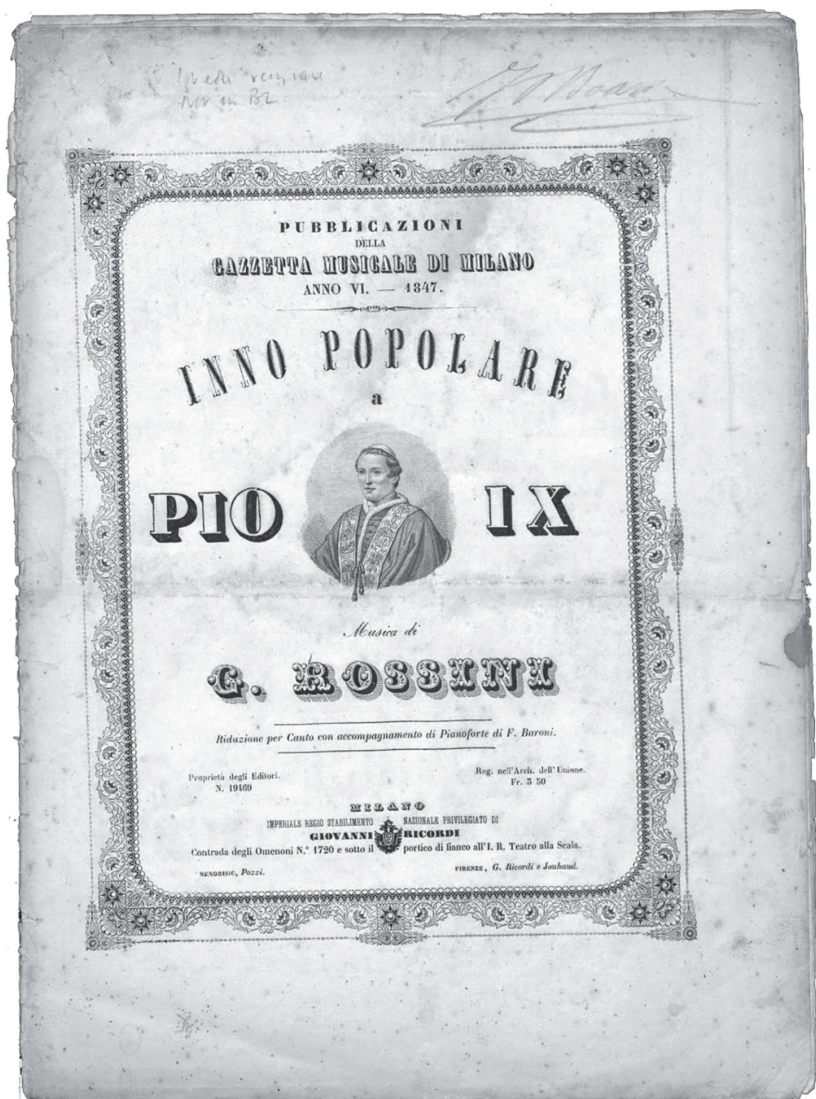 PUBBLICAZIONI
DELLA
GAZZETTA MUSICALE DI MILANO
ANNO VI. — 1847.
INNO POPOLARE
a
PIO IX
Musica di
G. ROSSINI
Riduzione per Canto con accompagnamento di Pianoforte di F. Baroni.
Proprietà degli Editori. Reg. nell'Arch. dell'Unione.
N. 19469 Fr. 3 50
MILANO
IMPERIALE REGIO STABILIMENTO NAZIONALE PRIVILEGIATO DI
GIOVANNI RICORDI
Contrada degli Omenoni N.° 1720 e sotto il portico di fianco all'I. R. Teatro alla Scala.
MENDRISIO, Pozzi. FIRENZE, G. Ricordi e Jouhaud.